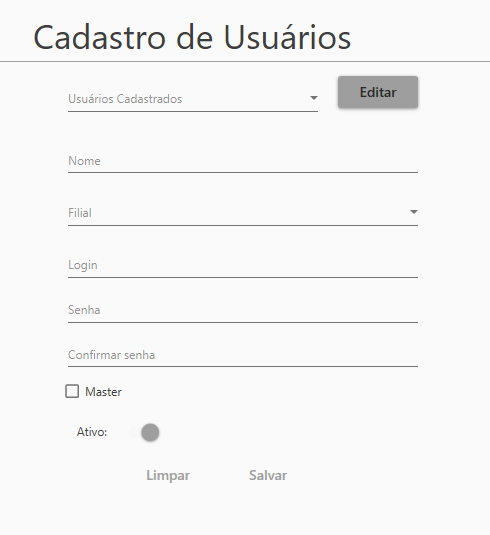 Cadastro de Usuários
Usuários Cadastrados
Editar
Nome
Filial
Login
Senha
Confirmar senha
Master
Ativo:
Limpar Salvar